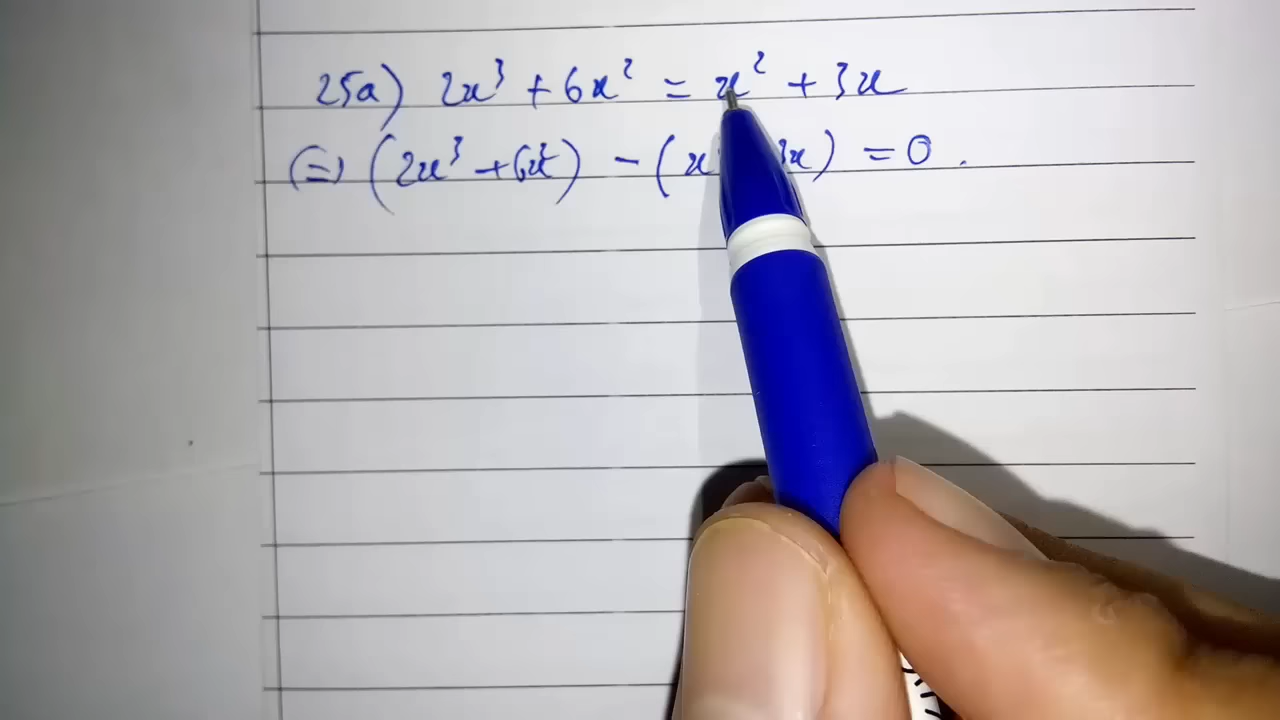 25a) 2x³ + 6x² = x² + 3x
(=) (2x³ + 6x²) - (x 3x) = 0.